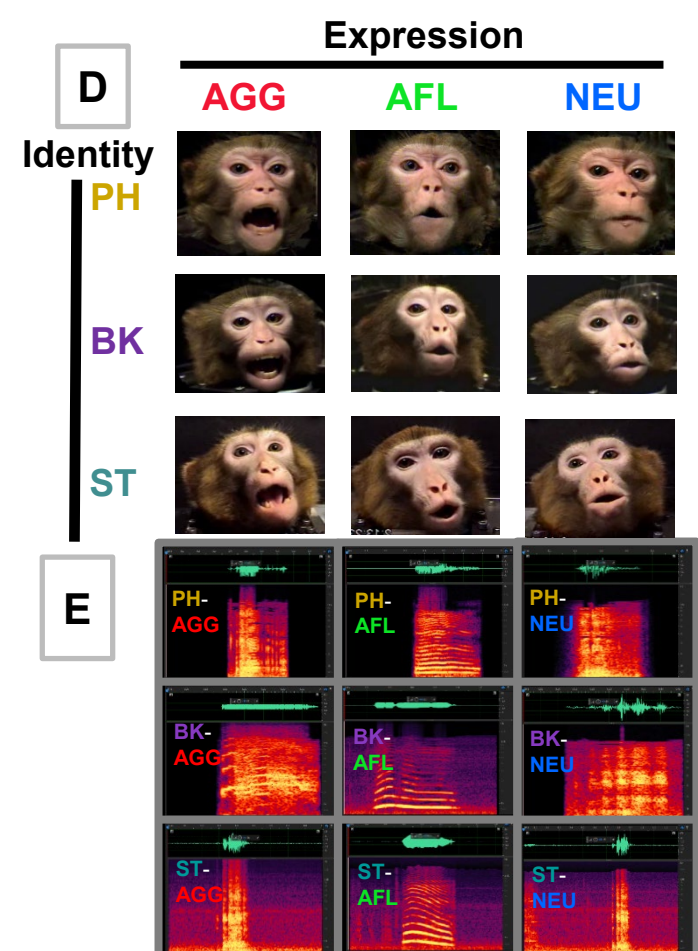 Expression
D
AGG AFL NEU
Identity
PH
BK
ST
E
PH-
AGG
PH-
AFL
PH-
NEU
BK-
AGG
BK-
AFL
BK-
NEU
ST-
AGG
ST-
AFL
ST-
NEU